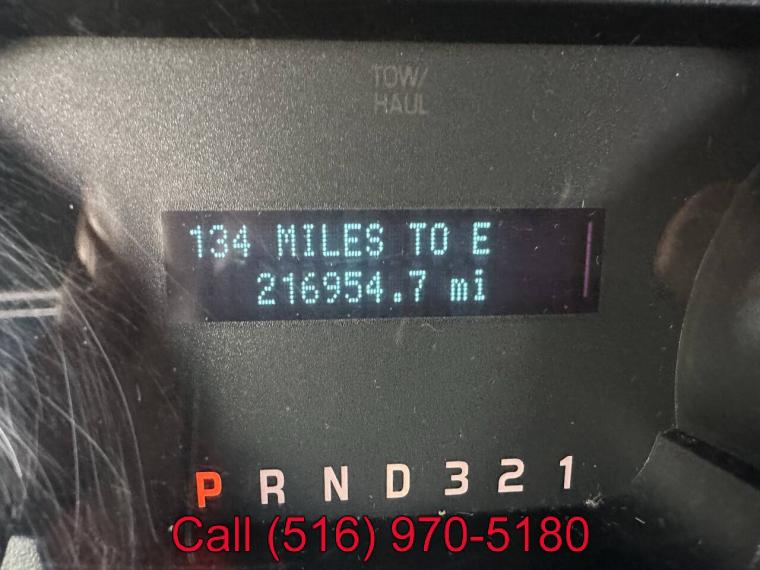 TOW/
HAUL
134 MILES TO E
216954.7 mi
P R N D 3 2 1
Call (516) 970-5180